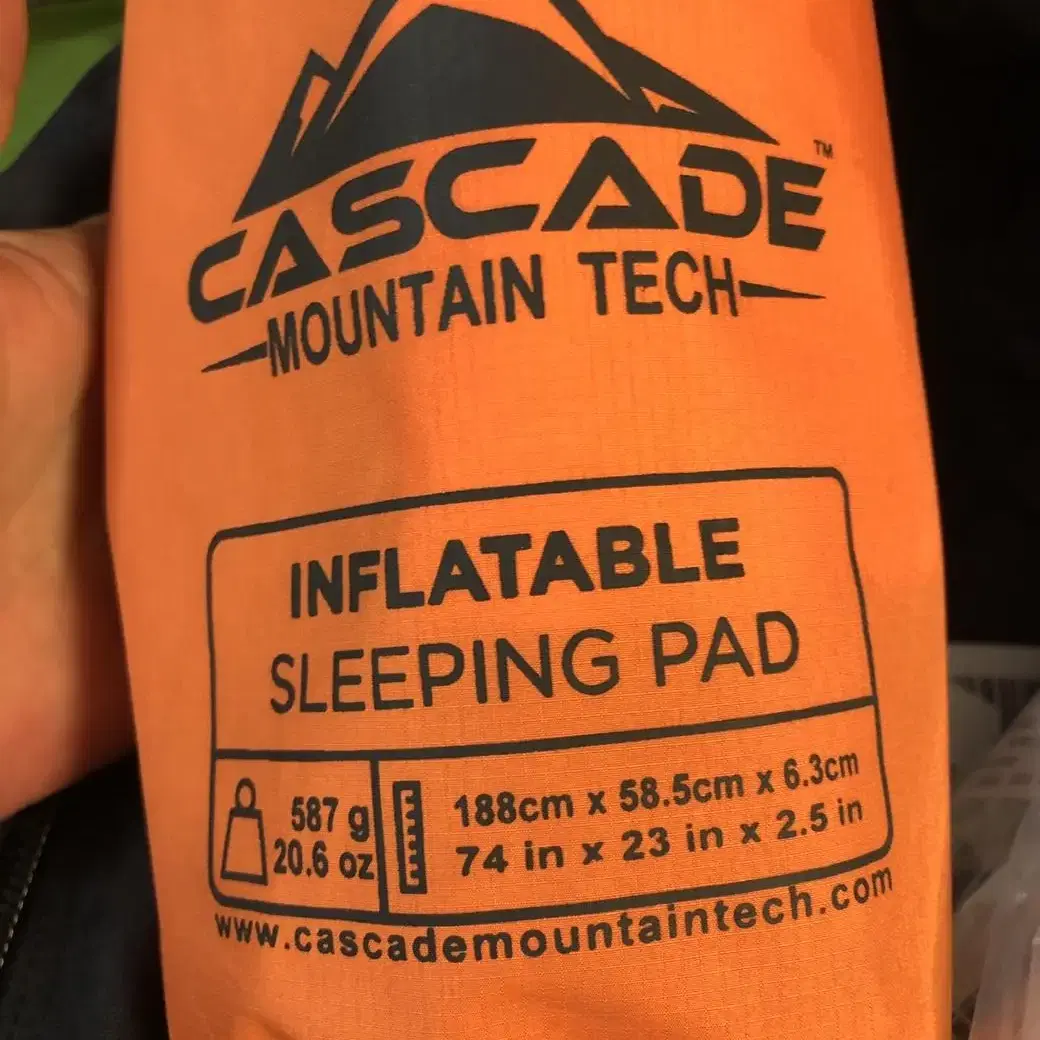 CASCADE™
MOUNTAIN TECH
INFLATABLE
SLEEPING PAD
587 g
20.6 oz
188cm x 58.5cm x 6.3cm
74 in x 23 in x 2.5 in
www.cascademountaintech.com